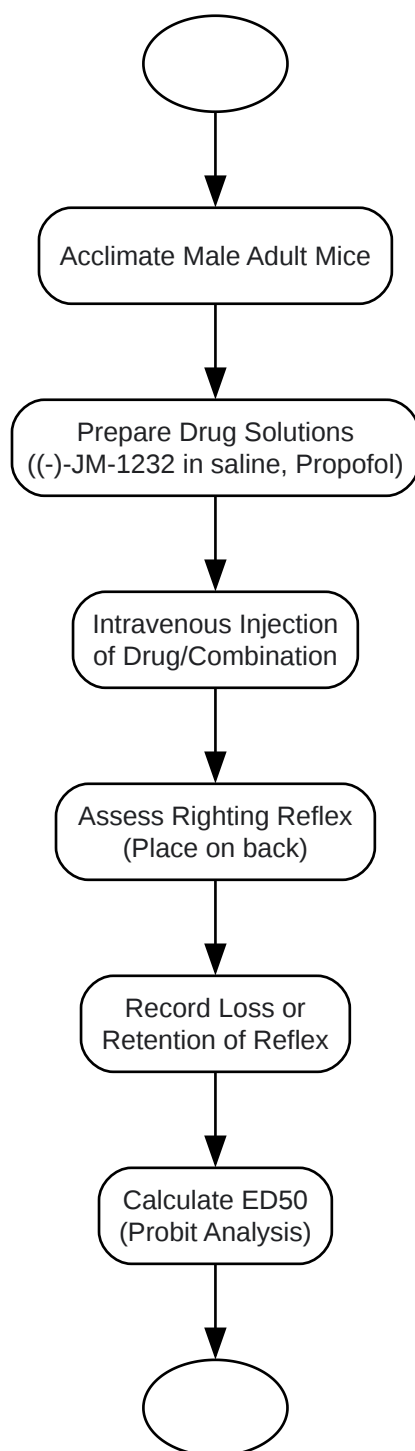 Acclimate Male Adult Mice
Prepare Drug Solutions
((-)-JM-1232 in saline, Propofol)
Intravenous Injection
of Drug/Combination
Assess Righting Reflex
(Place on back)
Record Loss or
Retention of Reflex
Calculate ED50
(Probit Analysis)